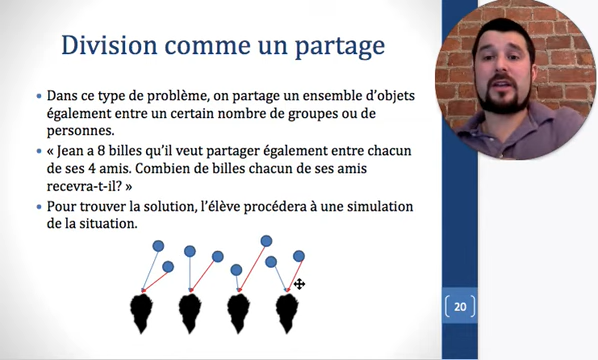 Division comme un partage
• Dans ce type de problème, on partage un ensemble d'objets
également entre un certain nombre de groupes ou de
personnes.
• « Jean a 8 billes qu'il veut partager également entre chacun
de ses 4 amis. Combien de billes chacun de ses amis
recevra-t-il? »
• Pour trouver la solution, l'élève procédera à une simulation
de la situation.
20